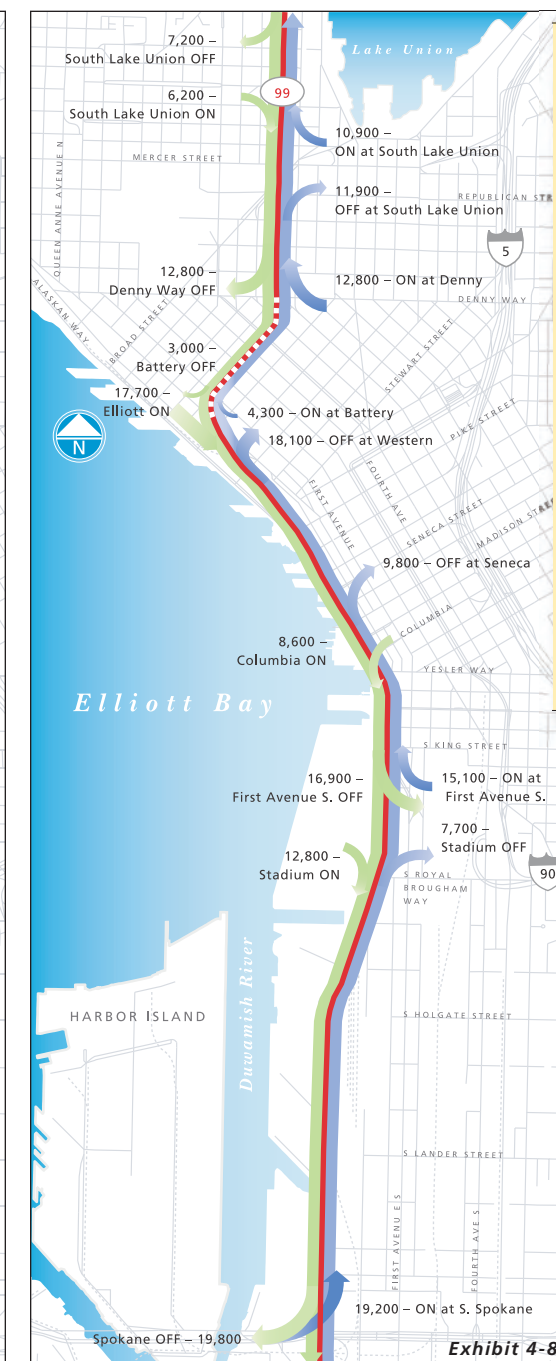 7,200 –
South Lake Union OFF
Lake Union
99
6,200 –
South Lake Union ON
10,900 –
ON at South Lake Union
MERCER STREET
QUEEN ANNE AVENUE N
11,900 –
OFF at South Lake Union
REPUBLICAN STR
5
12,800 –
Denny Way OFF
12,800 – ON at Denny
DENNY WAY
ALASKAN WAY
BROAD STREET
3,000 –
Battery OFF
STEWART STREET
17,700 –
Elliott ON
4,300 – ON at Battery
PIKE STREET
N
18,100 – OFF at Western
FIRST AVENUE
FOURTH AVE
SENECA STREET
MADISON
9,800 – OFF at Seneca
COLUMBIA
8,600 –
Columbia ON
YESLER WAY
Elliott Bay
S KING STREET
16,900 –
First Avenue S. OFF
15,100 – ON at
First Avenue S.
7,700 –
Stadium OFF
12,800 –
Stadium ON
90
S ROYAL
BROUGHAM
WAY
Duwamish River
HARBOR ISLAND
S HOLGATE STREET
S LANDER STREET
FIRST AVENUE S
FOURTH AVE S
19,200 – ON at S. Spokane
Spokane OFF – 19,800
Exhibit 4-8